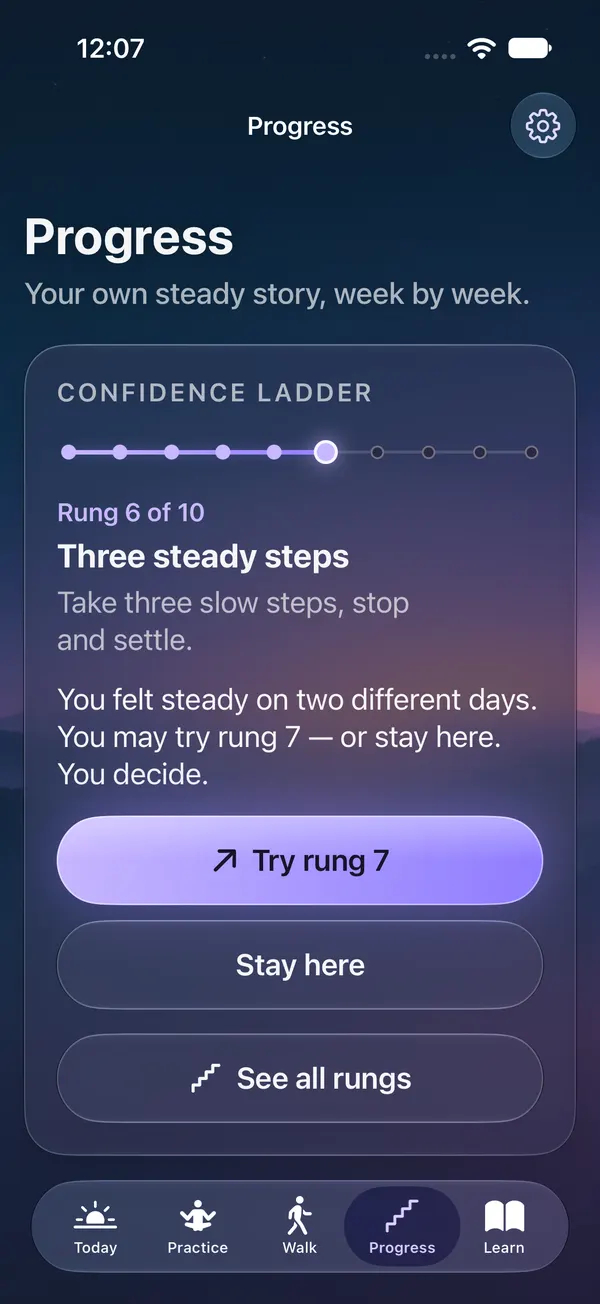 12:07
Progress
Progress
Your own steady story, week by week.
CONFIDENCE LADDER
Rung 6 of 10
Three steady steps
Take three slow steps, stop
and settle.
You felt steady on two different days.
You may try rung 7 — or stay here.
You decide.
Try rung 7
Stay here
See all rungs
Today
Practice
Walk
Progress
Learn